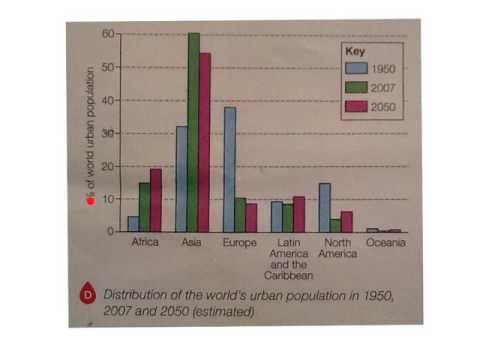 60
50
40
30
20
10
0
% of world urban population
Key
1950
2007
2050
Africa
Asia
Europe
Latin
America
and the
Caribbean
North
America
Oceania
D
Distribution of the world's urban population in 1950,
2007 and 2050 (estimated)